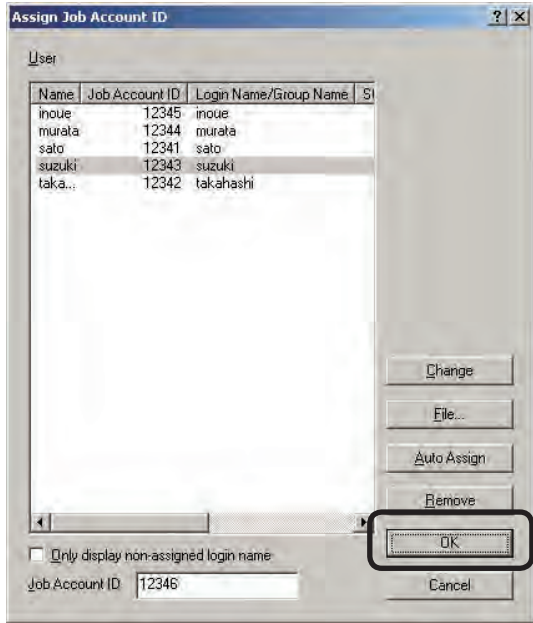 Assign Job Account ID
User
Name Job Account ID Login Name/Group Name
inoue 12345 inoue
murata 12344 murata
sato 12341 sato
suzuki 12343 suzuki
taka... 12342 takahashi
Change
File...
Auto Assign
Remove
OK
Only display non-assigned login name
Job Account ID 12346
Cancel